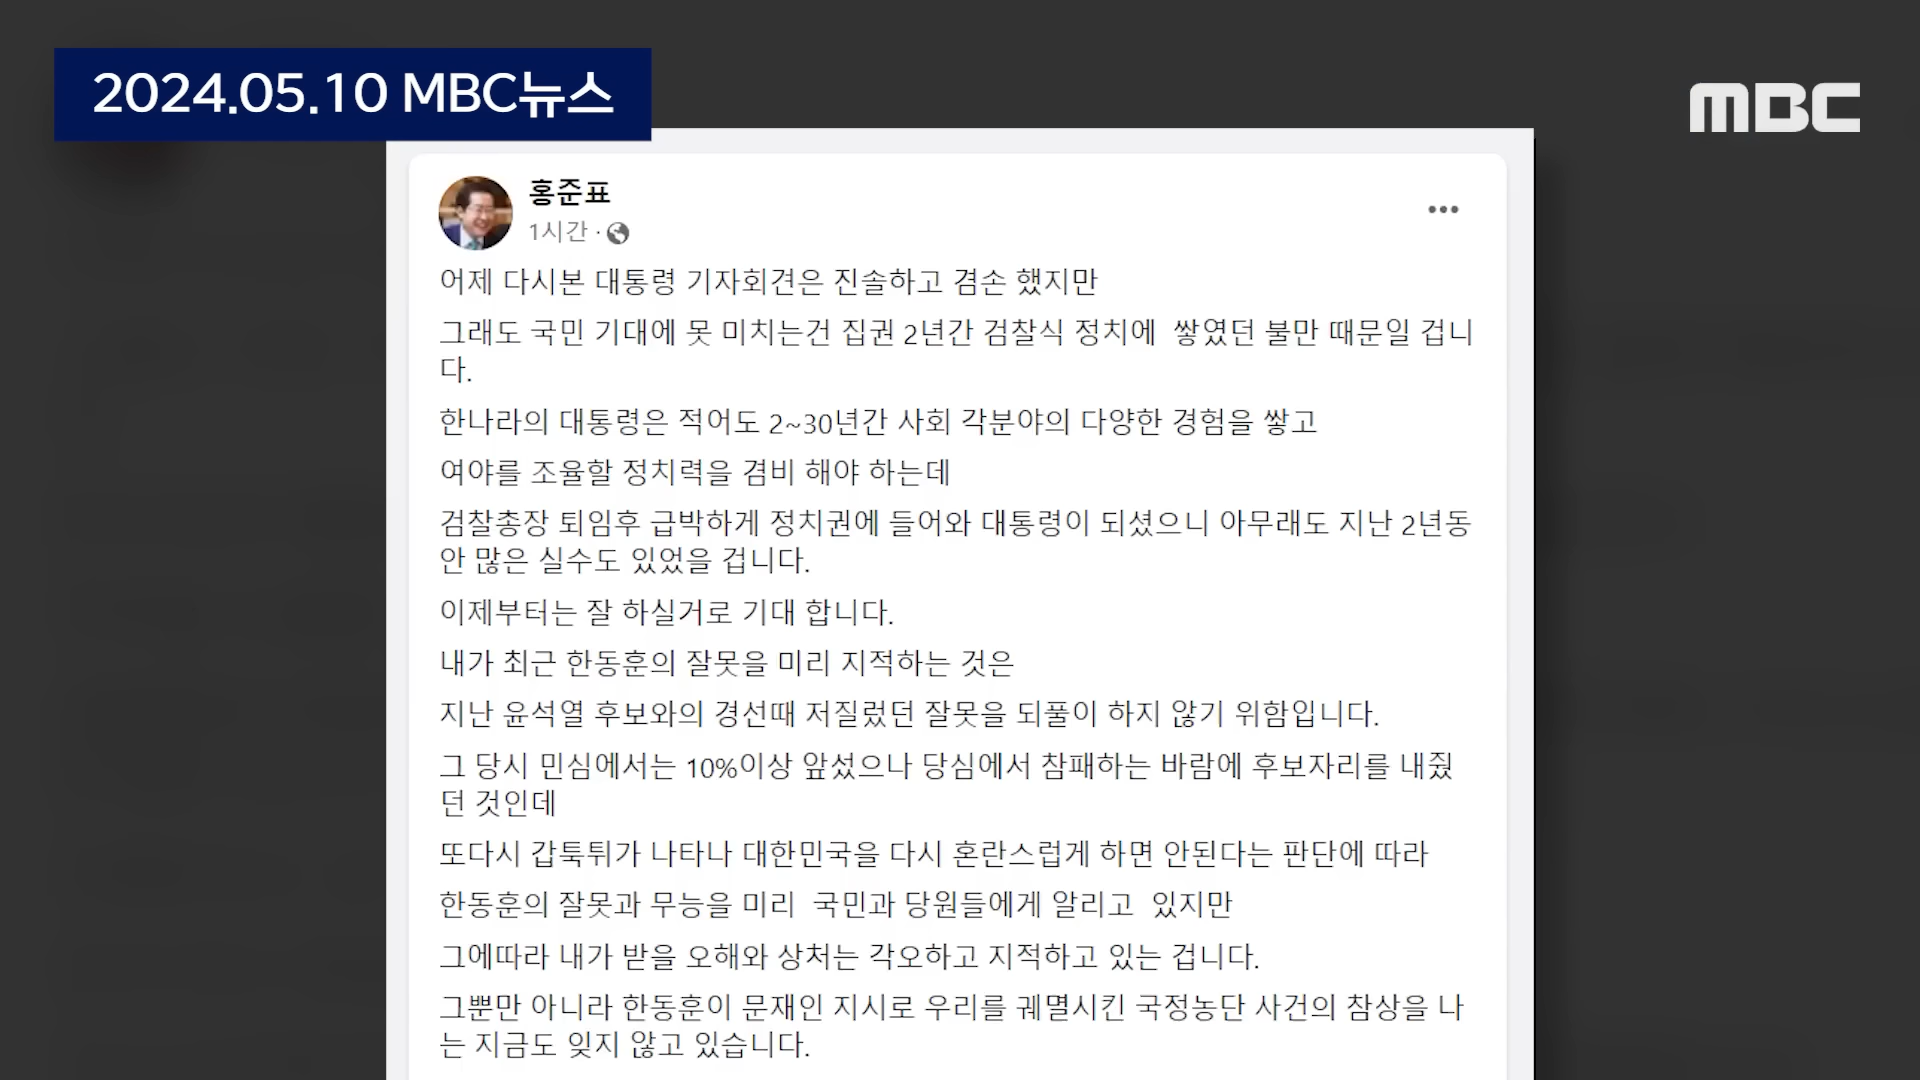 2024.05.10 MBC뉴스
MBC
홍준표
1시간 ·
어제 다시본 대통령 기자회견은 진솔하고 겸손 했지만
그래도 국민 기대에 못 미치는건 집권 2년간 검찰식 정치에  쌓였던 불만 때문일 겁니
다.
한나라의 대통령은 적어도 2~30년간 사회 각분야의 다양한 경험을 쌓고
여야를 조율할 정치력을 겸비 해야 하는데
검찰총장 퇴임후 급박하게 정치권에 들어와 대통령이 되셨으니 아무래도 지난 2년동
안 많은 실수도 있었을 겁니다.
이제부터는 잘 하실거로 기대 합니다.
내가 최근 한동훈의 잘못을 미리 지적하는 것은
지난 윤석열 후보와의 경선때 저질렀던 잘못을 되풀이 하지 않기 위함입니다.
그 당시 민심에서는 10%이상 앞섰으나 당심에서 참패하는 바람에 후보자리를 내줬
던 것인데
또다시 갑툭튀가 나타나 대한민국을 다시 혼란스럽게 하면 안된다는 판단에 따라
한동훈의 잘못과 무능을 미리  국민과 당원들에게 알리고  있지만
그에따라 내가 받을 오해와 상처는 각오하고 지적하고 있는 겁니다.
그뿐만 아니라 한동훈이 문재인 지시로 우리를 궤멸시킨 국정농단 사건의 참상을 나
는 지금도 잊지 않고 있습니다.